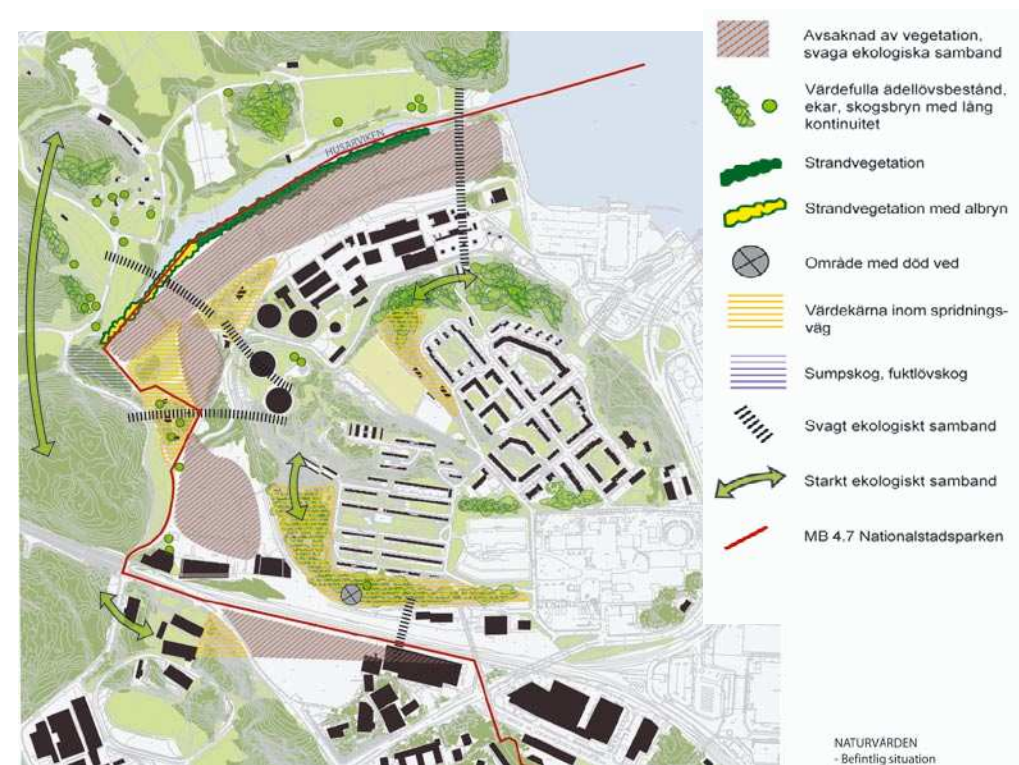 HUSARVIKEN
Avsaknad av vegetation,
svaga ekologiska samband
Värdefulla ädellövsbestånd,
ekar, skogsbryn med lång
kontinuitet
Strandvegetation
Strandvegetation med albryn
Område med död ved
Värdekärna inom spridnings-
väg
Sumpskog, fuktlövskog
Svagt ekologiskt samband
Starkt ekologiskt samband
MB 4.7 Nationalstadsparken
NATURVÄRDEN
- Befintlig situation